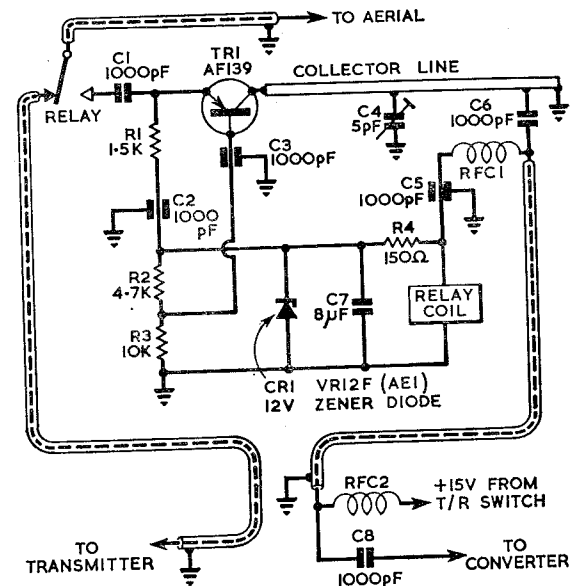 TO AERIAL
C1
1000pF
TR1
AF139
COLLECTOR LINE
RELAY
R1
1·5K
C3
1000pF
C4
5pF
C6
1000pF
RFC1
C2
1000
pF
C5
1000pF
R4
150Ω
R2
4·7K
C7
8µF
RELAY
COIL
R3
10K
CR1
12V
VR12F (AEI)
ZENER DIODE
RFC2
+15V FROM
T/R SWITCH
TO
TRANSMITTER
C8
1000pF
TO
CONVERTER